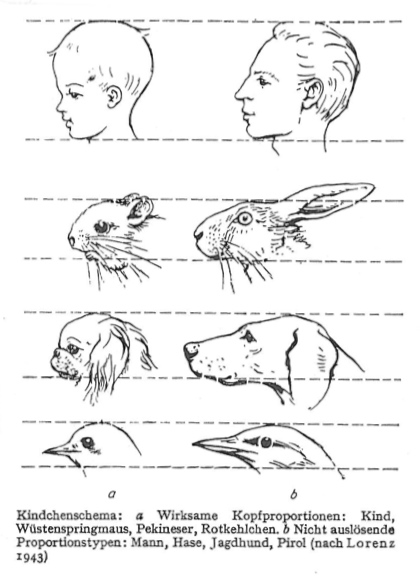 a b
Kindchenschema: a Wirksame Kopfproportionen: Kind,
Wüstenspringmaus, Pekineser, Rotkehlchen. b Nicht auslösende
Proportionstypen: Mann, Hase, Jagdhund, Pirol (nach Lorenz
1943)